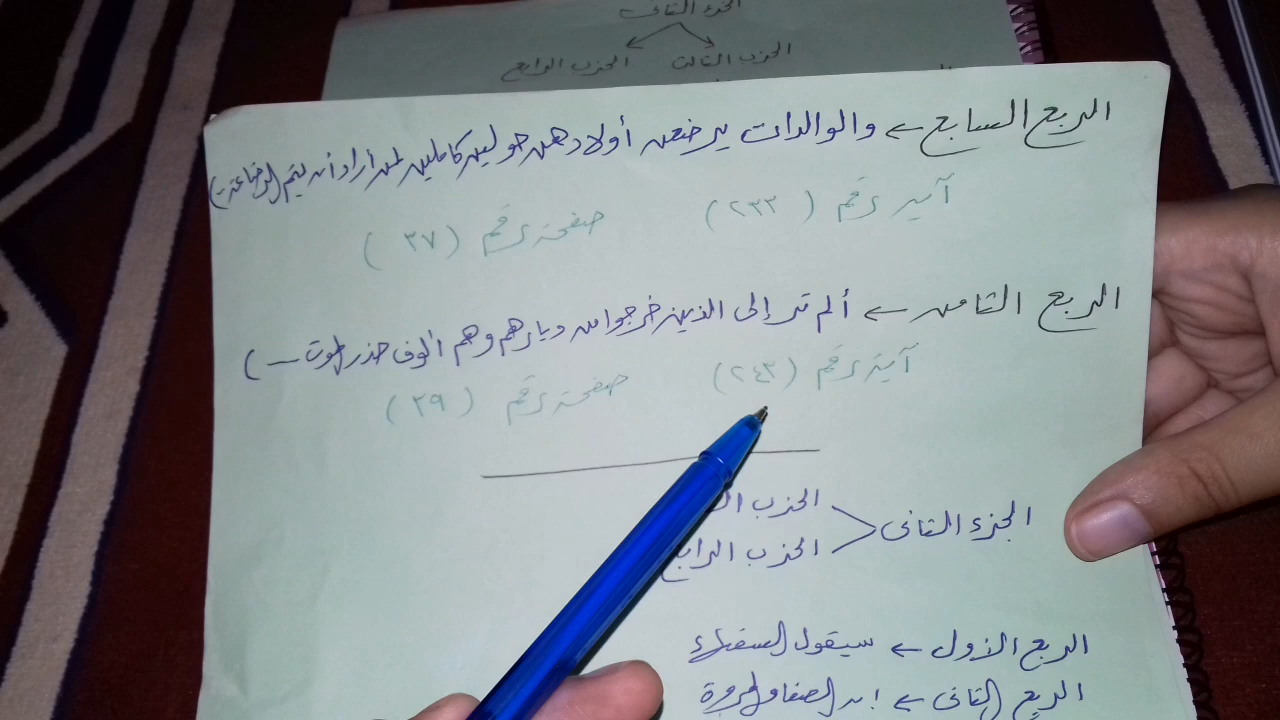 الجزء الثاني
الحزب الثالث الحزب الرابع
الربع السابع ← والوالدات يرضعن أولادهن حولين كاملين لمن أراد أن يتم الرضاعة ...)
آية رقم (٢٣٣) صفحة رقم (٣٧)
الربع الثامن ← ألم تر إلى الذين خرجوا من ديارهم وهم ألوف حذر الموت ...)
آية رقم (٢٤٣) صفحة رقم (٣٩)
الجزء الثاني
الحزب
الحزب الرابع
الربع الأول ← سيقول السفهاء
الربع الثاني ← إن الصفا والمروة